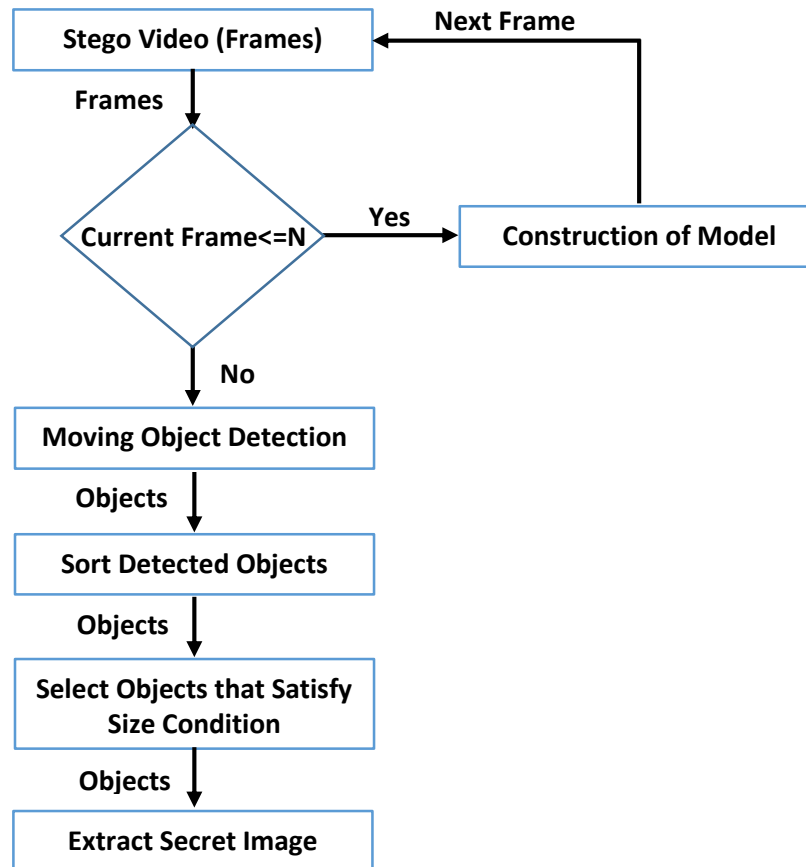 Next Frame
Stego Video (Frames)
Frames
Yes
Current Frame<=N
Construction of Model
No
Moving Object Detection
Objects
Sort Detected Objects
Objects
Select Objects that Satisfy
Size Condition
Objects
Extract Secret Image